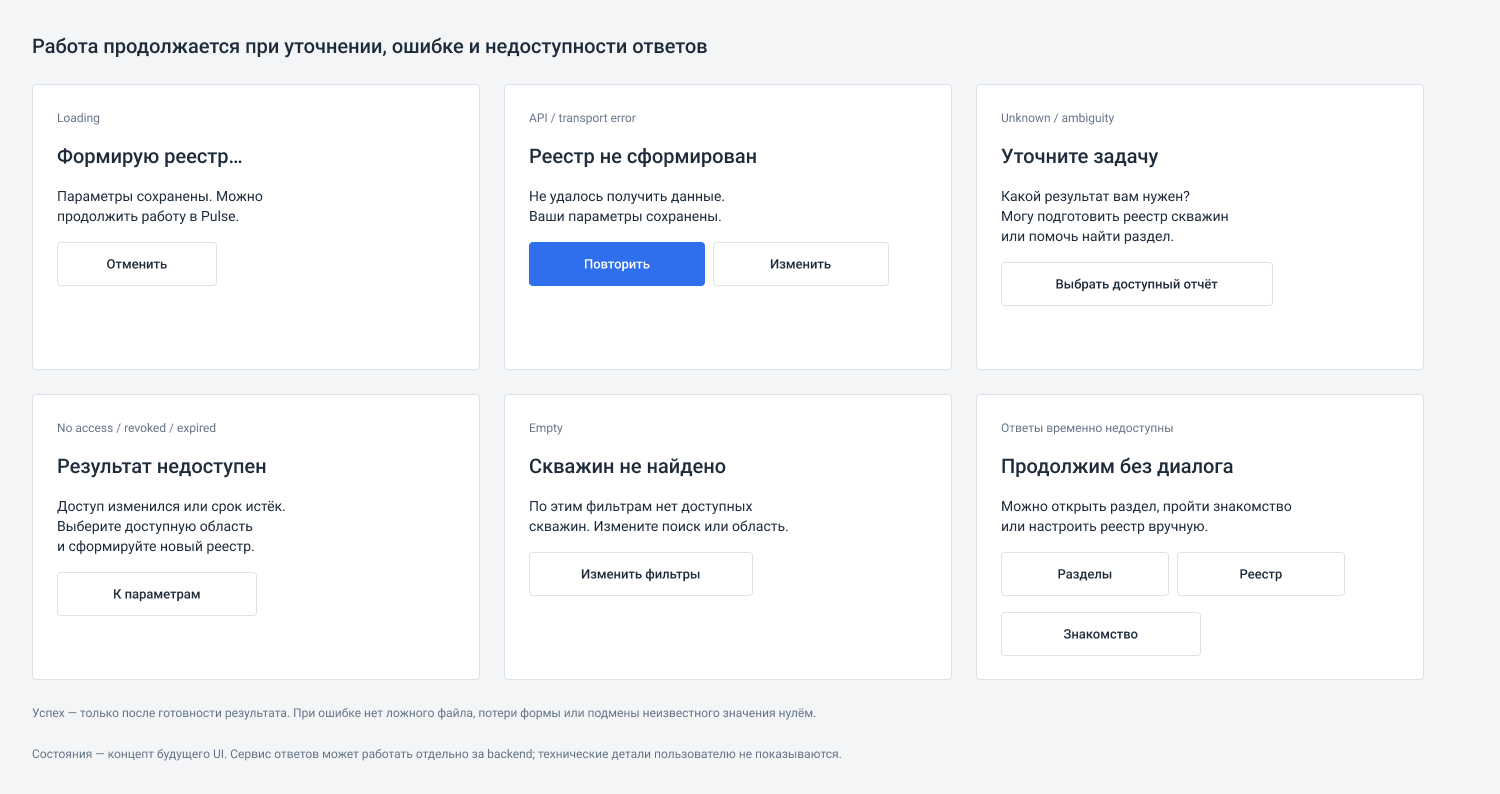 Работа продолжается при уточнении, ошибке и недоступности ответов
Loading
Формирую реестр…
Параметры сохранены. Можно
продолжить работу в Pulse.
Отменить
API / transport error
Реестр не сформирован
Не удалось получить данные.
Ваши параметры сохранены.
Повторить
Изменить
Unknown / ambiguity
Уточните задачу
Какой результат вам нужен?
Могу подготовить реестр скважин
или помочь найти раздел.
Выбрать доступный отчёт
No access / revoked / expired
Результат недоступен
Доступ изменился или срок истёк.
Выберите доступную область
и сформируйте новый реестр.
К параметрам
Empty
Скважин не найдено
По этим фильтрам нет доступных
скважин. Измените поиск или область.
Изменить фильтры
Ответы временно недоступны
Продолжим без диалога
Можно открыть раздел, пройти знакомство
или настроить реестр вручную.
Разделы
Реестр
Знакомство
Успех — только после готовности результата. При ошибке нет ложного файла, потери формы или подмены неизвестного значения нулём.
Состояния — концепт будущего UI. Сервис ответов может работать отдельно за backend; технические детали пользователю не показываются.